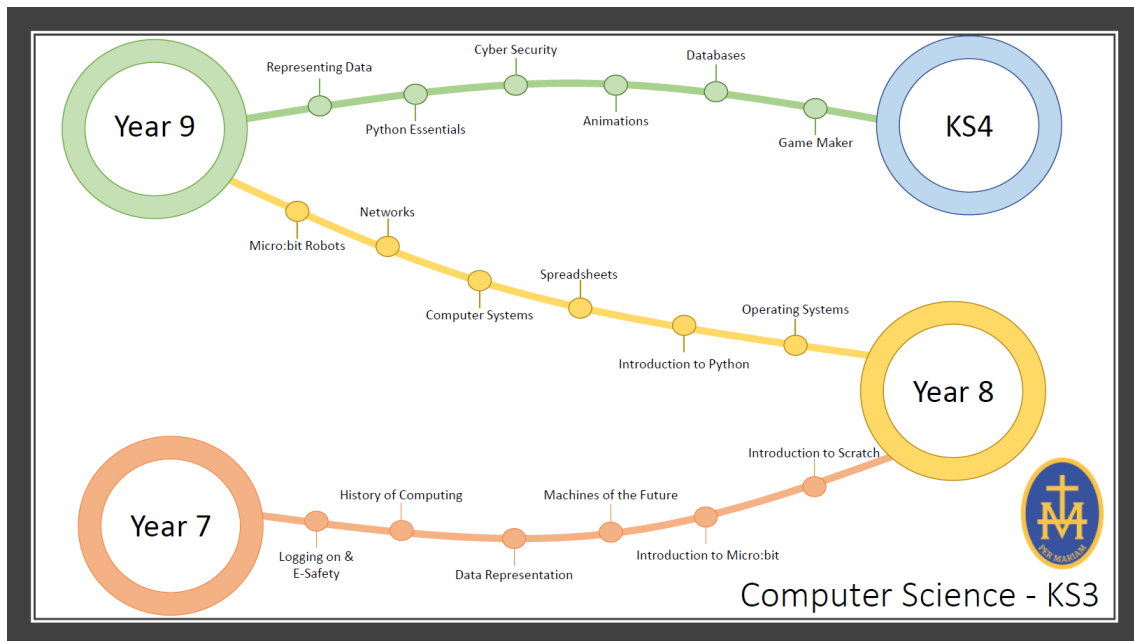 Cyber Security
Databases
Representing Data
Year 9
KS4
Python Essentials
Animations
Game Maker
Networks
Micro:bit Robots
Spreadsheets
Computer Systems
Operating Systems
Introduction to Python
Year 8
Introduction to Scratch
History of Computing
Machines of the Future
Year 7
Logging on &
E-Safety
Data Representation
Introduction to Micro:bit
PER MARIAM
Computer Science - KS3